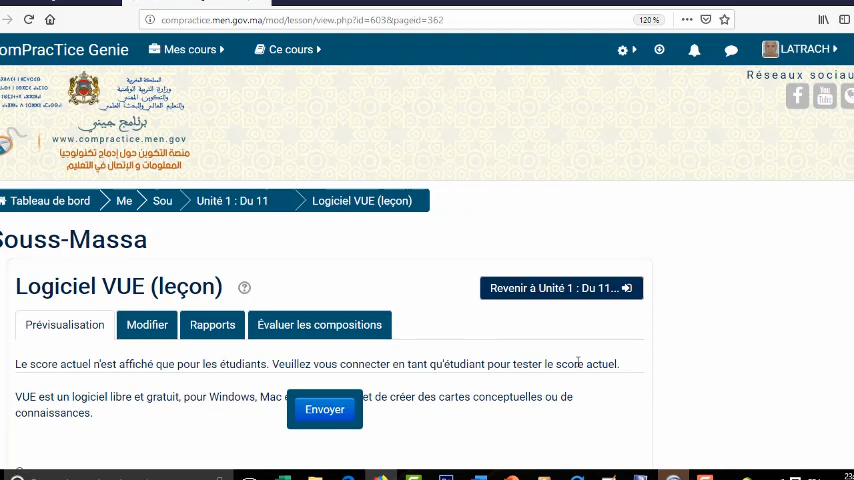 compractice.men.gov.ma/mod/lesson/view.php?id=603&pageid=362
120 %
omPracTice Genie
Mes cours
Ce cours
LATRACH
Réseaux sociau
المملكة المغربية
برنامج جيني
www.compractice.men.gov
منصة التكوين حول إدماج تكنولوجيا
المعلومات و الإتصال في التعليم
Tableau de bord
Me
Sou
Unité 1 : Du 11
Logiciel VUE (leçon)
Souss-Massa
Logiciel VUE (leçon)
Revenir à Unité 1 : Du 11...
Prévisualisation
Modifier
Rapports
Évaluer les compositions
Le score actuel n'est affiché que pour les étudiants. Veuillez vous connecter en tant qu'étudiant pour tester le score actuel.
VUE est un logiciel libre et gratuit, pour Windows, Mac et de créer des cartes conceptuelles ou de
connaissances.
Envoyer